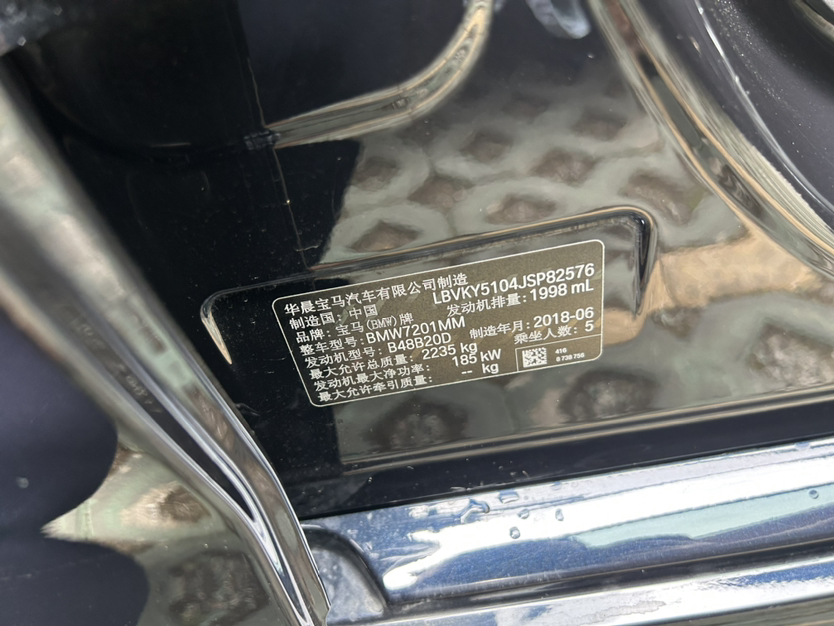 华晨宝马汽车有限公司制造
制造国：中国 LBVKY5104JSP82576
品牌：宝马(BMW)牌 发动机排量：1998 mL
整车型号：BMW7201MM
发动机型号：B48B20D 制造年月：2018-06
最大允许总质量：2235 kg 乘坐人数：5
发动机最大净功率：185 kW
最大允许牵引质量：-- kg
416
8 738 756